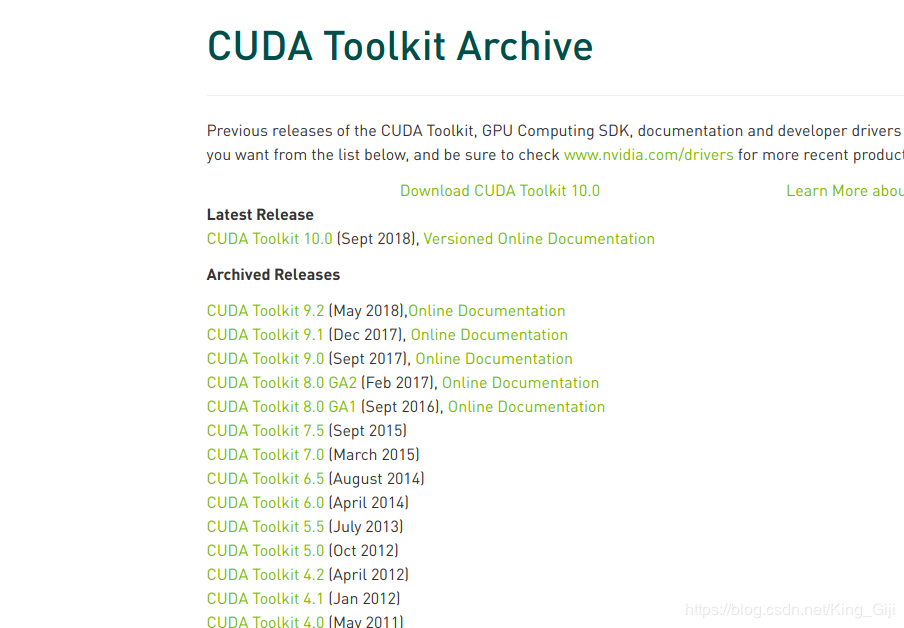 CUDA Toolkit Archive
Previous releases of the CUDA Toolkit, GPU Computing SDK, documentation and developer drivers
you want from the list below, and be sure to check www.nvidia.com/drivers for more recent product
Download CUDA Toolkit 10.0 Learn More abou
Latest Release
CUDA Toolkit 10.0 (Sept 2018), Versioned Online Documentation
Archived Releases
CUDA Toolkit 9.2 (May 2018),Online Documentation
CUDA Toolkit 9.1 (Dec 2017), Online Documentation
CUDA Toolkit 9.0 (Sept 2017), Online Documentation
CUDA Toolkit 8.0 GA2 (Feb 2017), Online Documentation
CUDA Toolkit 8.0 GA1 (Sept 2016), Online Documentation
CUDA Toolkit 7.5 (Sept 2015)
CUDA Toolkit 7.0 (March 2015)
CUDA Toolkit 6.5 (August 2014)
CUDA Toolkit 6.0 (April 2014)
CUDA Toolkit 5.5 (July 2013)
CUDA Toolkit 5.0 (Oct 2012)
CUDA Toolkit 4.2 (April 2012)
CUDA Toolkit 4.1 (Jan 2012)
CUDA Toolkit 4.0 (May 2011)
https://blog.csdn.net/King_Giji